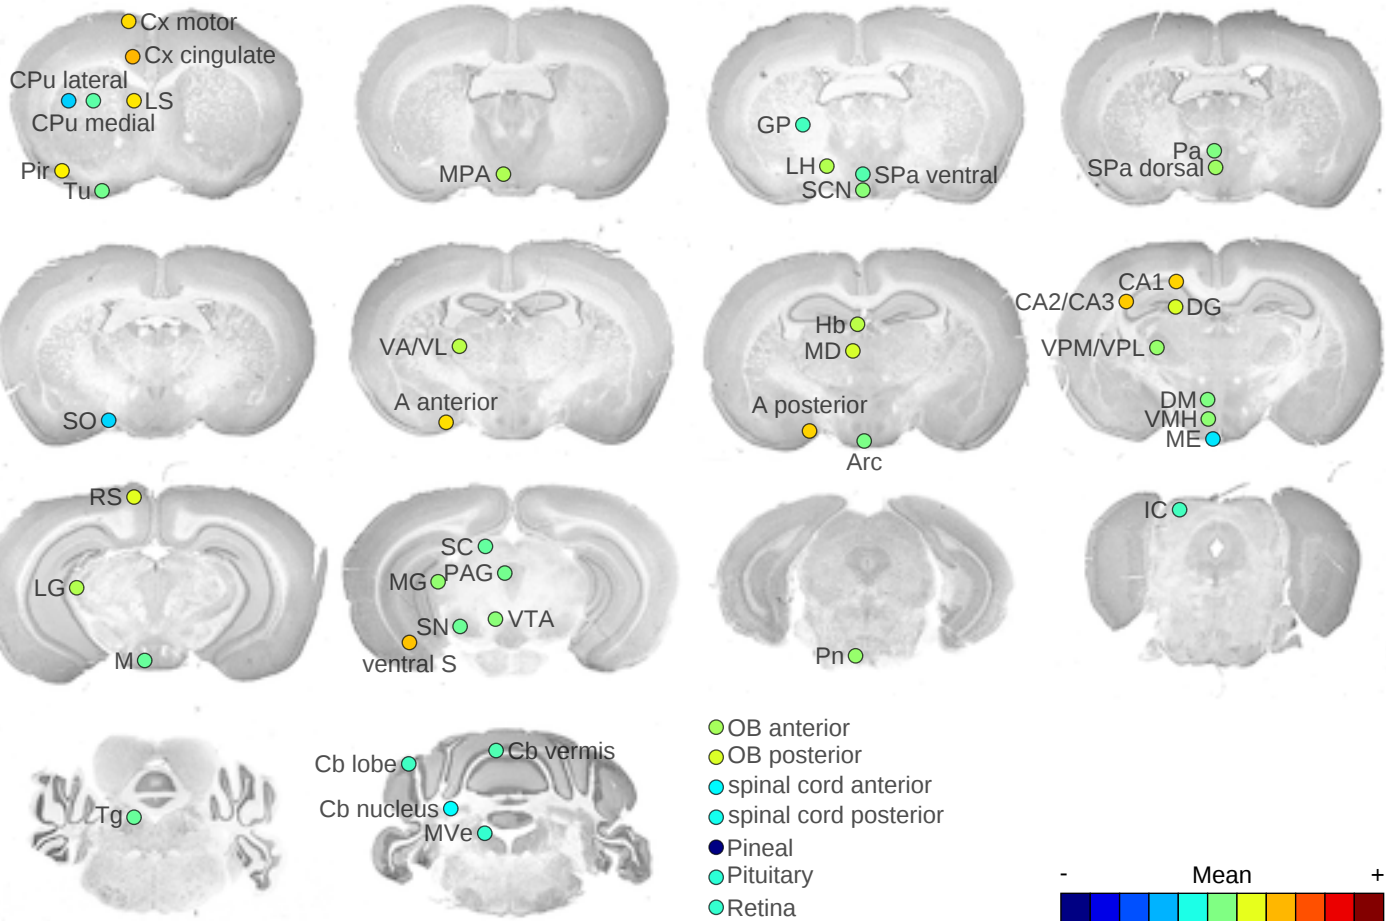 Cx motor
Cx cingulate
CPu lateral
LS
CPu medial
Pir
Tu
MPA
GP
LH
SPa ventral
SCN
Pa
SPa dorsal
SO
VA/VL
A anterior
Hb
MD
A posterior
Arc
CA1
CA2/CA3
DG
VPM/VPL
DM
VMH
ME
RS
LG
M
SC
MG
PAG
SN
VTA
ventral S
Pn
IC
Tg
Cb lobe
Cb vermis
Cb nucleus
MVe
OB anterior
OB posterior
spinal cord anterior
spinal cord posterior
Pineal
Pituitary
Retina
- Mean +